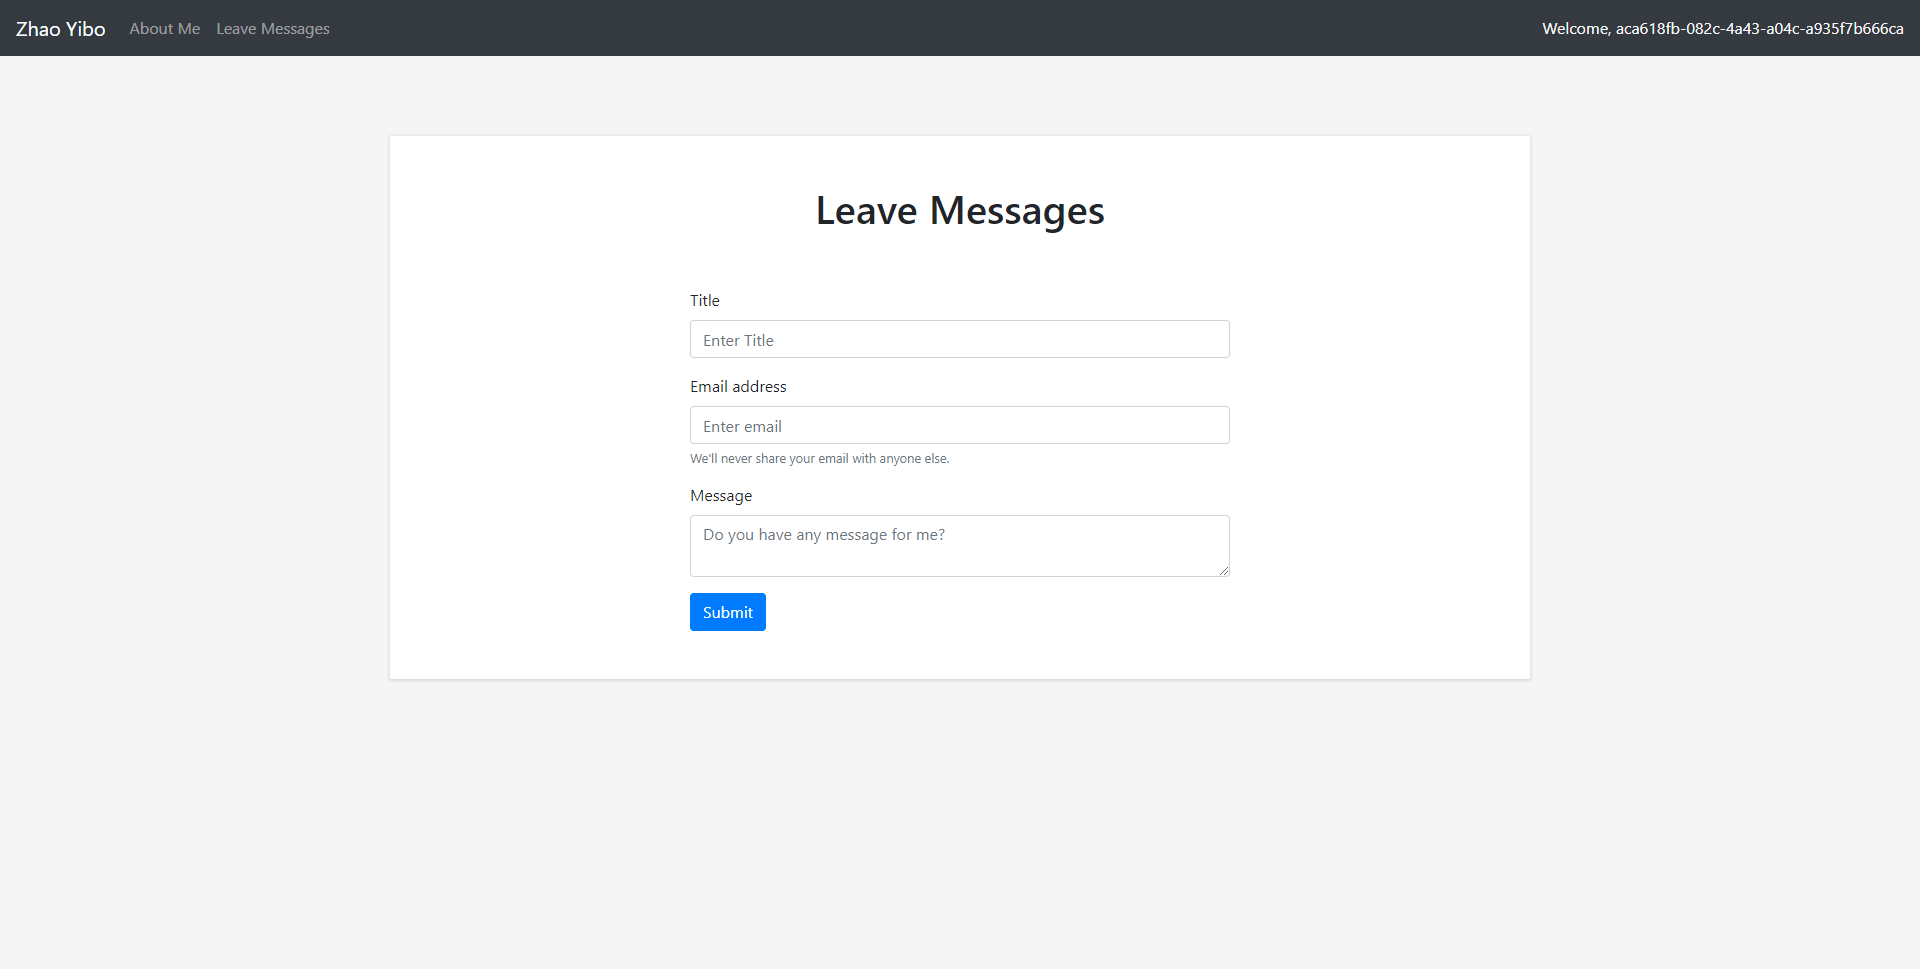 Zhao Yibo About Me Leave Messages Welcome, aca618fb-082c-4a43-a04c-a935f7b666ca
Leave Messages
Title
Enter Title
Email address
Enter email
We'll never share your email with anyone else.
Message
Do you have any message for me?
Submit